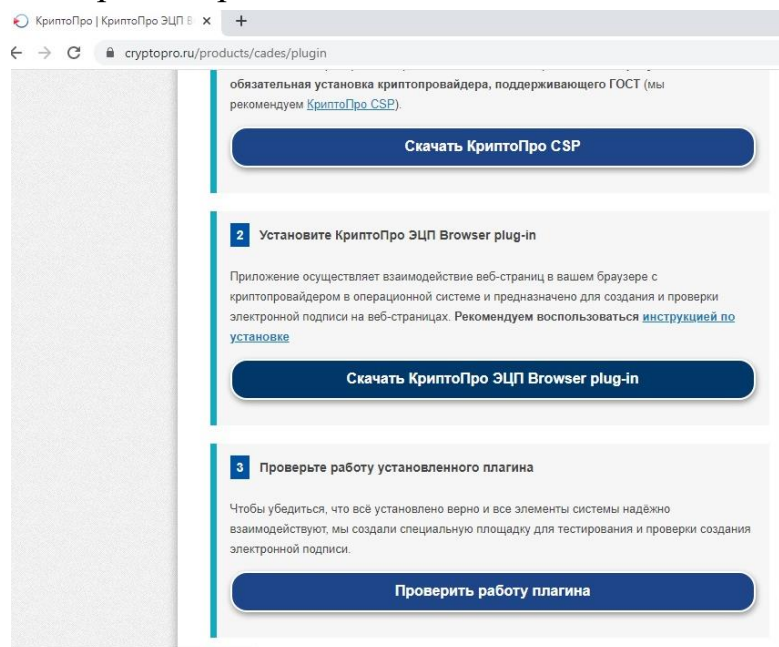 КриптоПро | КриптоПро ЭЦП В
cryptopro.ru/products/cades/plugin
обязательная установка криптопровайдера, поддерживающего ГОСТ (мы
рекомендуем КриптоПро CSP).
Скачать КриптоПро CSP
2 Установите КриптоПро ЭЦП Browser plug-in
Приложение осуществляет взаимодействие веб-страниц в вашем браузере с
криптопровайдером в операционной системе и предназначено для создания и проверки
электронной подписи на веб-страницах. Рекомендуем воспользоваться инструкцией по
установке
Скачать КриптоПро ЭЦП Browser plug-in
3 Проверьте работу установленного плагина
Чтобы убедиться, что всё установлено верно и все элементы системы надёжно
взаимодействуют, мы создали специальную площадку для тестирования и проверки создания
электронной подписи.
Проверить работу плагина